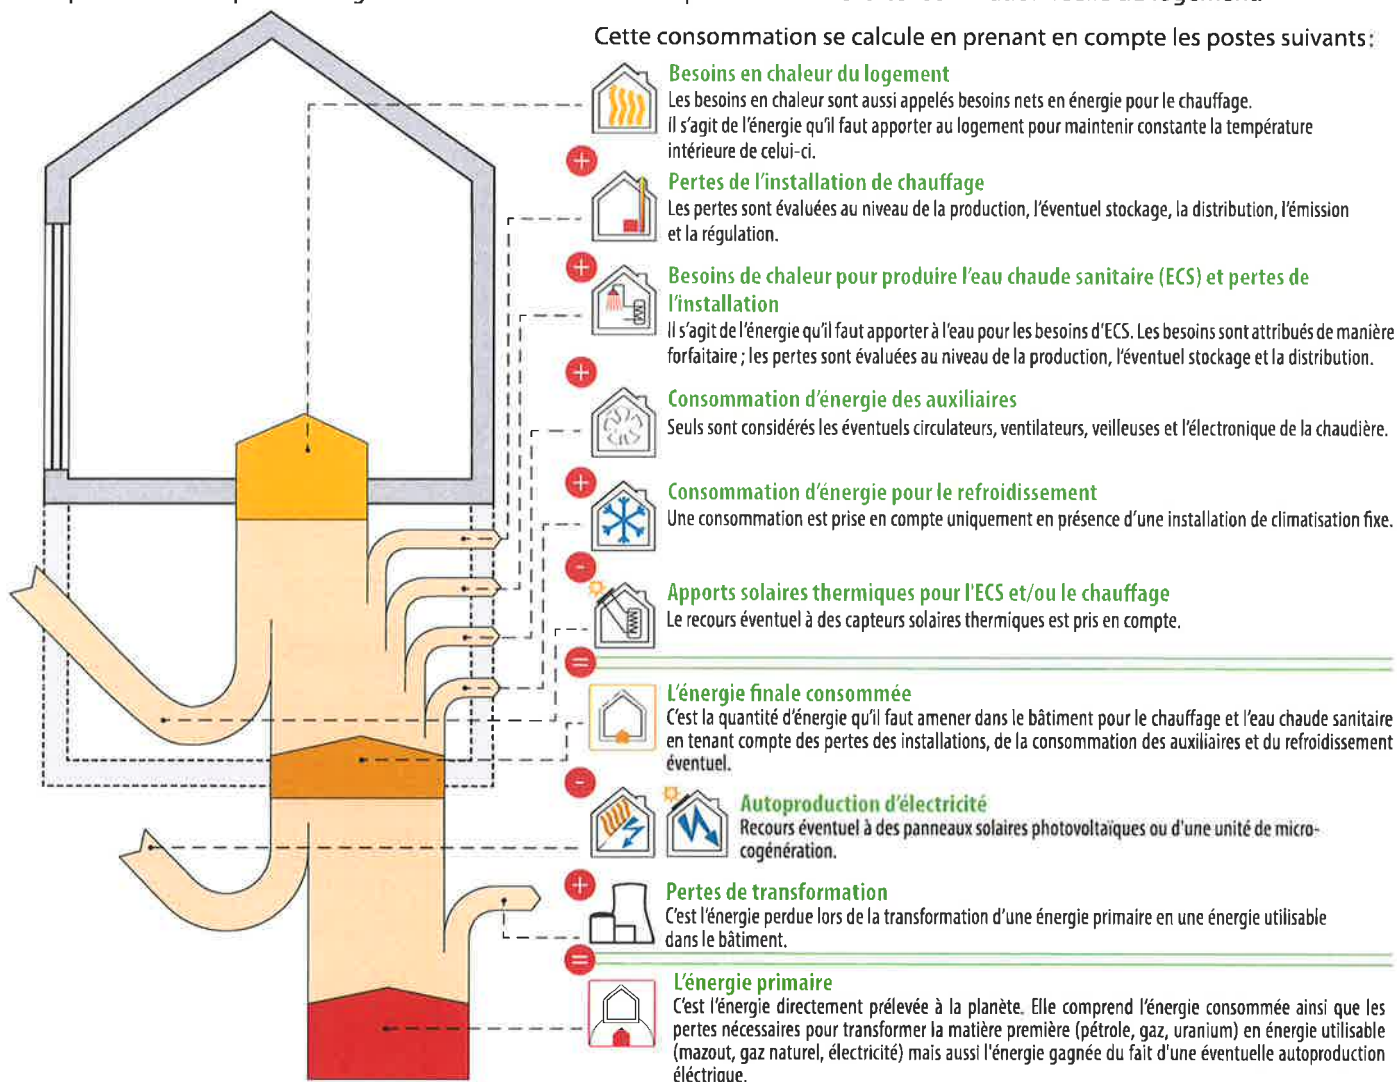 Cette consommation se calcule en prenant en compte les postes suivants :
Besoins en chaleur du logement
Les besoins en chaleur sont aussi appelés besoins nets en énergie pour le chauffage.
Il s'agit de l'énergie qu'il faut apporter au logement pour maintenir constante la température
intérieure de celui-ci.
+
Pertes de l'installation de chauffage
Les pertes sont évaluées au niveau de la production, l'éventuel stockage, la distribution, l'émission
et la régulation.
+
Besoins de chaleur pour produire l'eau chaude sanitaire (ECS) et pertes de
l'installation
Il s'agit de l'énergie qu'il faut apporter à l'eau pour les besoins d'ECS. Les besoins sont attribués de manière
forfaitaire ; les pertes sont évaluées au niveau de la production, l'éventuel stockage et la distribution.
+
Consommation d'énergie des auxiliaires
Seuls sont considérés les éventuels circulateurs, ventilateurs, veilleuses et l'électronique de la chaudière.
+
Consommation d'énergie pour le refroidissement
Une consommation est prise en compte uniquement en présence d'une installation de climatisation fixe.
-
Apports solaires thermiques pour l'ECS et/ou le chauffage
Le recours éventuel à des capteurs solaires thermiques est pris en compte.
=
L'énergie finale consommée
C'est la quantité d'énergie qu'il faut amener dans le bâtiment pour le chauffage et l'eau chaude sanitaire
en tenant compte des pertes des installations, de la consommation des auxiliaires et du refroidissement
éventuel.
-
Autoproduction d'électricité
Recours éventuel à des panneaux solaires photovoltaïques ou d'une unité de micro-
cogénération.
+
Pertes de transformation
C'est l'énergie perdue lors de la transformation d'une énergie primaire en une énergie utilisable
dans le bâtiment.
=
L'énergie primaire
C'est l'énergie directement prélevée à la planète. Elle comprend l'énergie consommée ainsi que les
pertes nécessaires pour transformer la matière première (pétrole, gaz, uranium) en énergie utilisable
(mazout, gaz naturel, électricité) mais aussi l'énergie gagnée du fait d'une éventuelle autoproduction
éléctrique.